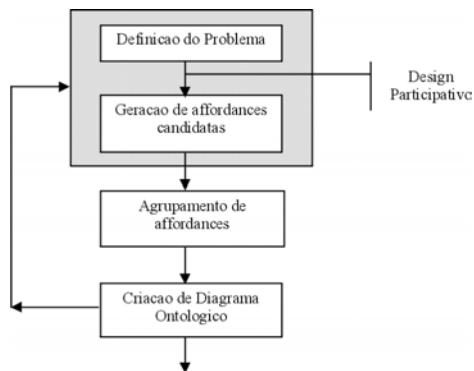 Definicao do Problema
Design
Participativo
Geracao de affordances
candidatas
Agrupamento de
affordances
Criacao de Diagrama
Ontologico